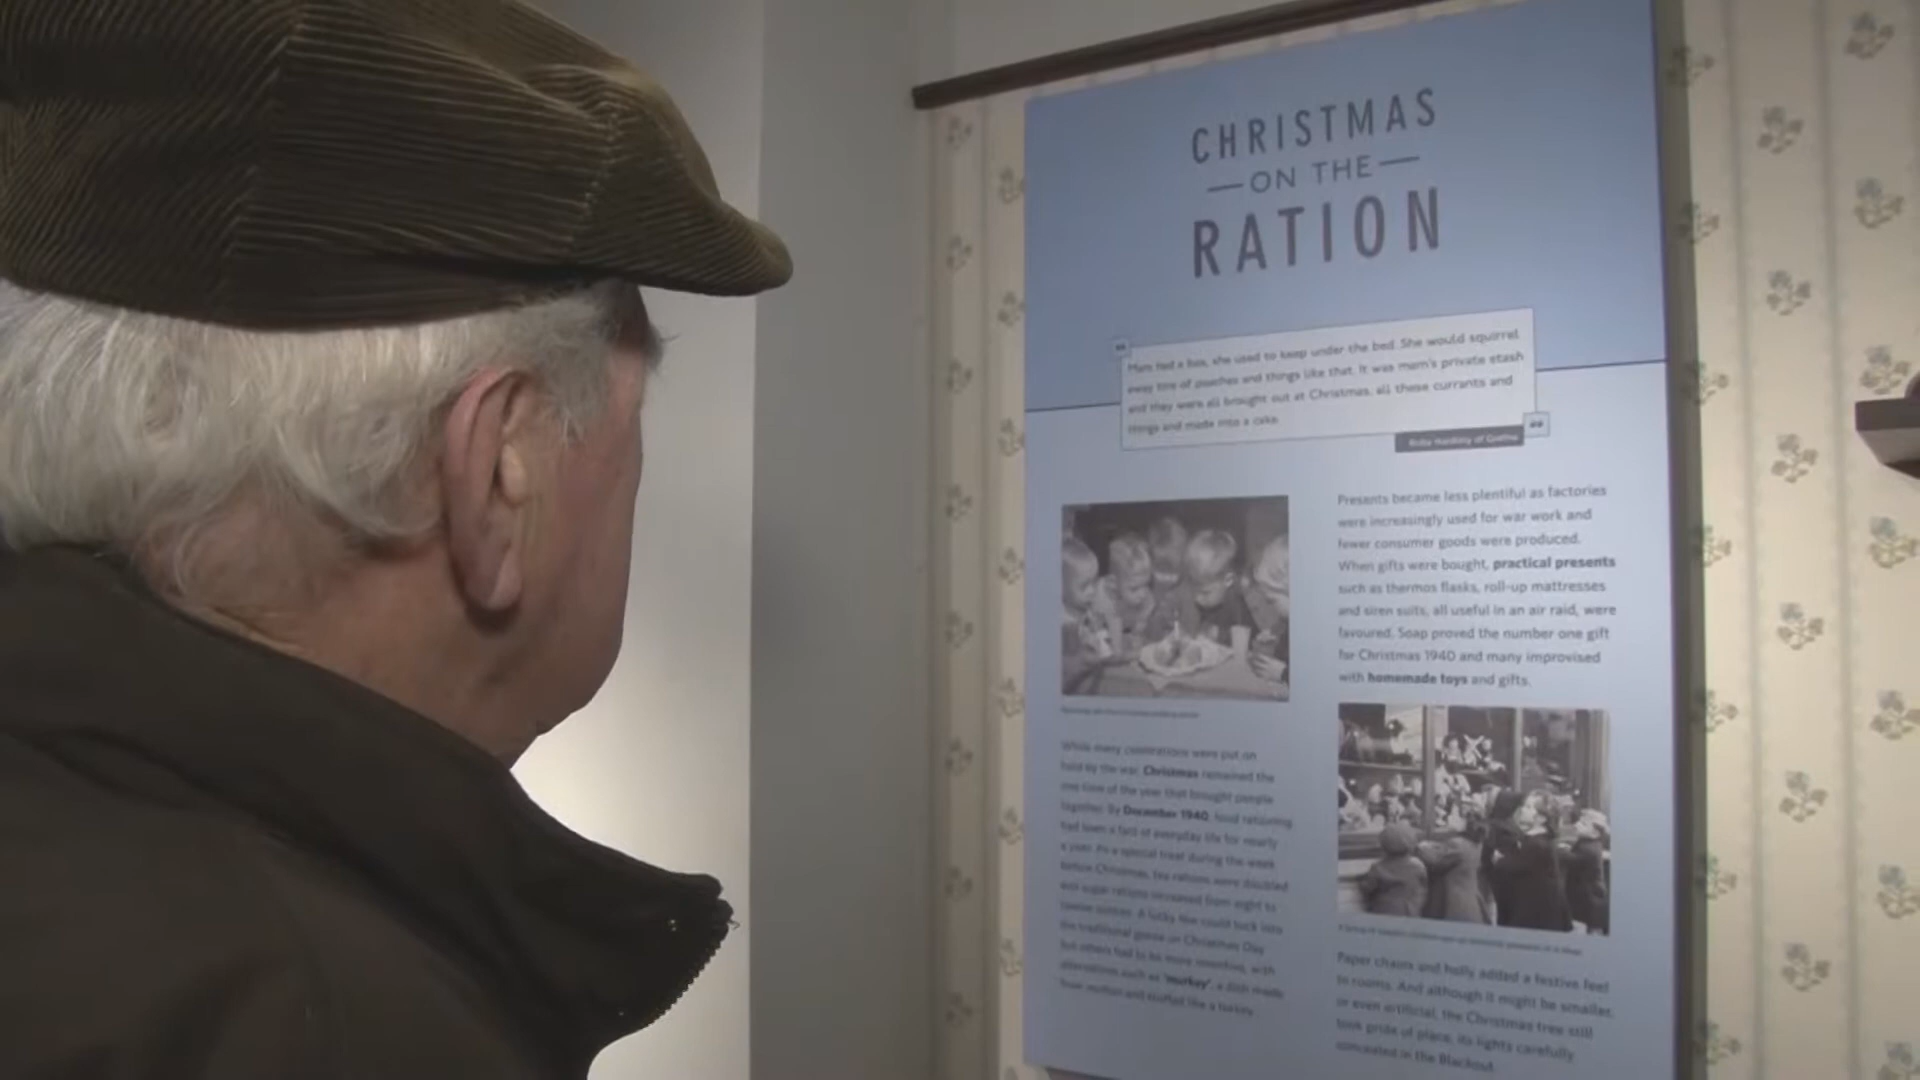 CHRISTMAS
ON THE
RATION
Mam had a box, she used to keep under the bed. She would squirrel
away tins of peaches and things like that. It was mam's private stash
and they were all brought out at Christmas, all these currants and
things and made into a cake.
Presents became less plentiful as factories
were increasingly used for war work and
fewer consumer goods were produced.
When gifts were bought, practical presents
such as thermos flasks, roll-up mattresses
and siren suits, all useful in an air raid, were
favoured. Soap proved the number one gift
for Christmas 1940 and many improvised
with homemade toys and gifts.
While many celebrations were put on
hold by the war, Christmas remained the
one time of the year that brought people
together. By December 1940, food rationing
had been a fact of everyday life for nearly
a year. As a special treat during the week
before Christmas, tea rations were doubled
and sugar rations increased from eight to
twelve ounces. A lucky few could tuck into
the traditional goose on Christmas Day
but others had to be more inventive, with
alternatives such as 'murkey', a dish made
from mutton and stuffed like a turkey.
Paper chains and holly added a festive feel
to rooms. And although it might be smaller,
or even artificial, the Christmas tree still
took pride of place, its lights carefully
concealed in the Blackout.